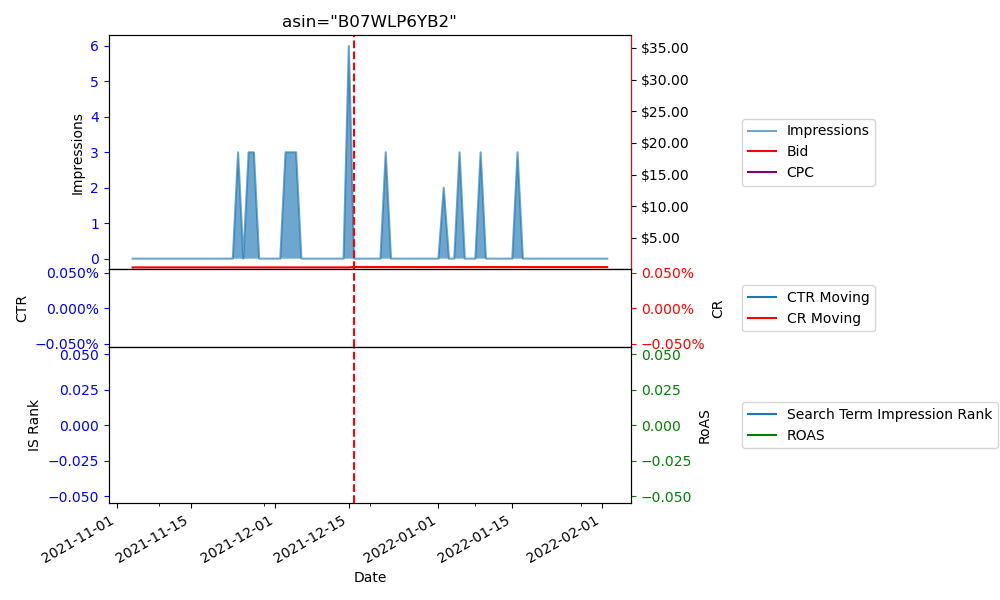 asin="B07WLP6YB2"
6
5
4
3
2
1
0
Impressions
$35.00
$30.00
$25.00
$20.00
$15.00
$10.00
$5.00
Impressions
Bid
CPC
0.050%
0.000%
−0.050%
CTR
0.050%
0.000%
−0.050%
CR
CTR Moving
CR Moving
0.050
0.025
0.000
−0.025
−0.050
IS Rank
0.050
0.025
0.000
−0.025
−0.050
RoAS
Search Term Impression Rank
ROAS
2021-11-01
2021-11-15
2021-12-01
2021-12-15
2022-01-01
2022-01-15
2022-02-01
Date